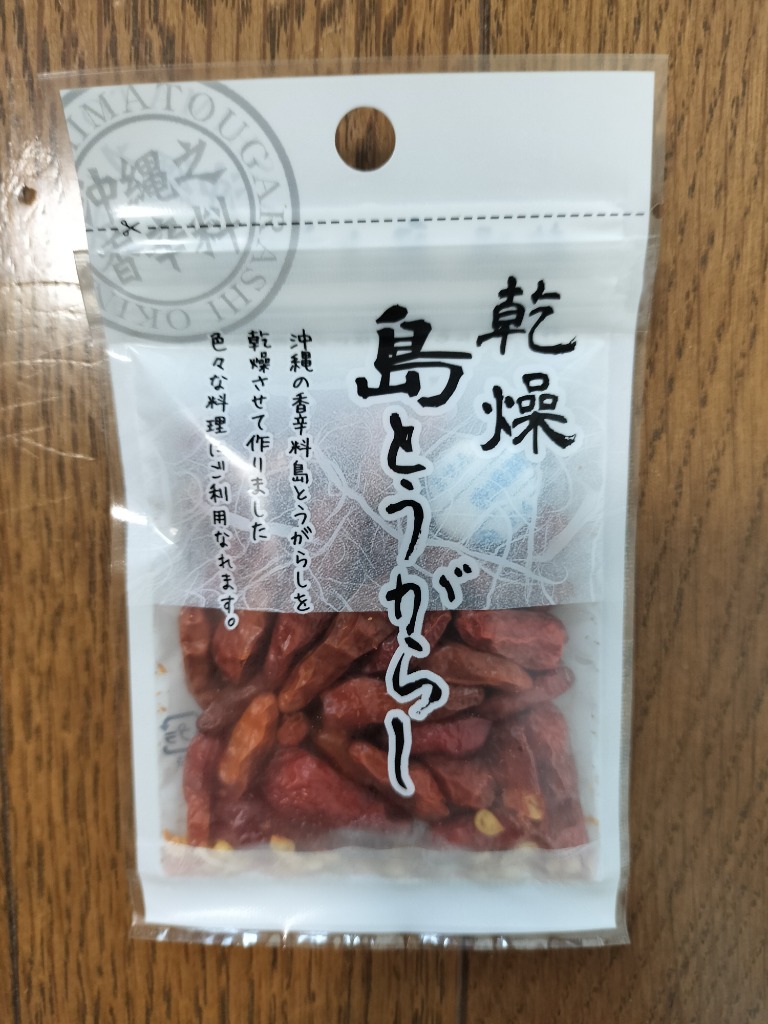 乾燥
島とうがらし
沖縄の香辛料島とうがらしを
乾燥させて作りました
色々な料理にご利用なれます。
IMATOUGARASHI OKIN
沖縄之
香辛料